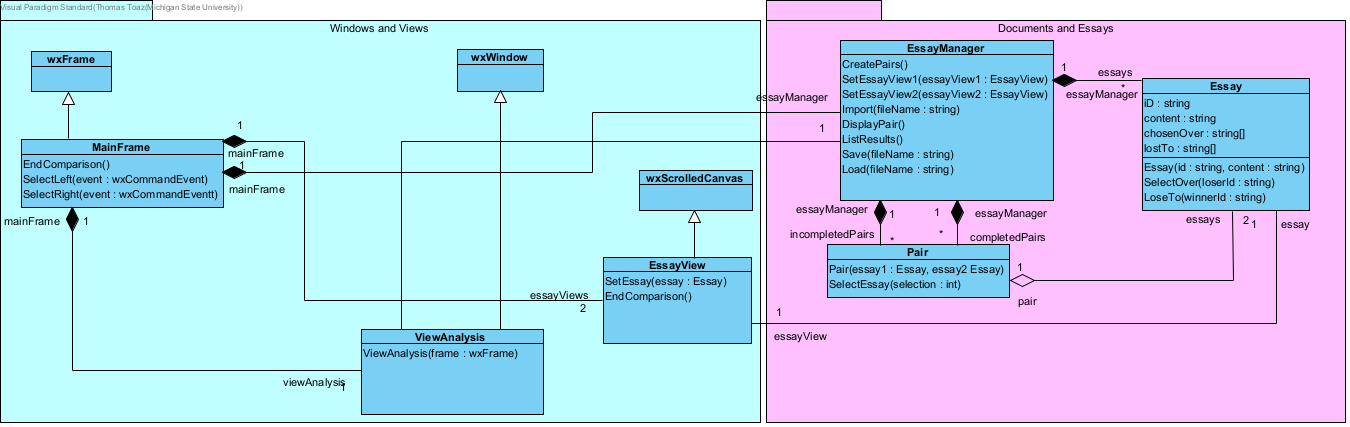 Visual Paradigm Standard(Thomas Toaz(Michigan State University))
Windows and Views
wxFrame
wxWindow
MainFrame
EndComparison()
SelectLeft(event : wxCommandEvent)
SelectRight(event : wxCommandEventt)
1
mainFrame
1
mainFrame
mainFrame
1
wxScrolledCanvas
EssayView
SetEssay(essay : Essay)
EndComparison()
essayViews
2
ViewAnalysis
ViewAnalysis(frame : wxFrame)
viewAnalysis
1
Documents and Essays
EssayManager
CreatePairs()
SetEssayView1(essayView1 : EssayView)
SetEssayView2(essayView2 : EssayView)
Import(fileName : string)
DisplayPair()
ListResults()
Save(fileName : string)
Load(fileName : string)
essayManager
1
1
essays
essayManager
*
Essay
iD : string
content : string
chosenOver : string[]
lostTo : string[]
Essay(id : string, content : string)
SelectOver(loserId : string)
LoseTo(winnerId : string)
essayManager
1
incompletedPairs
*
1
essayManager
*
completedPairs
Pair
Pair(essay1 : Essay, essay2 Essay)
SelectEssay(selection : int)
1
pair
essays
2
1
essay
1
essayView